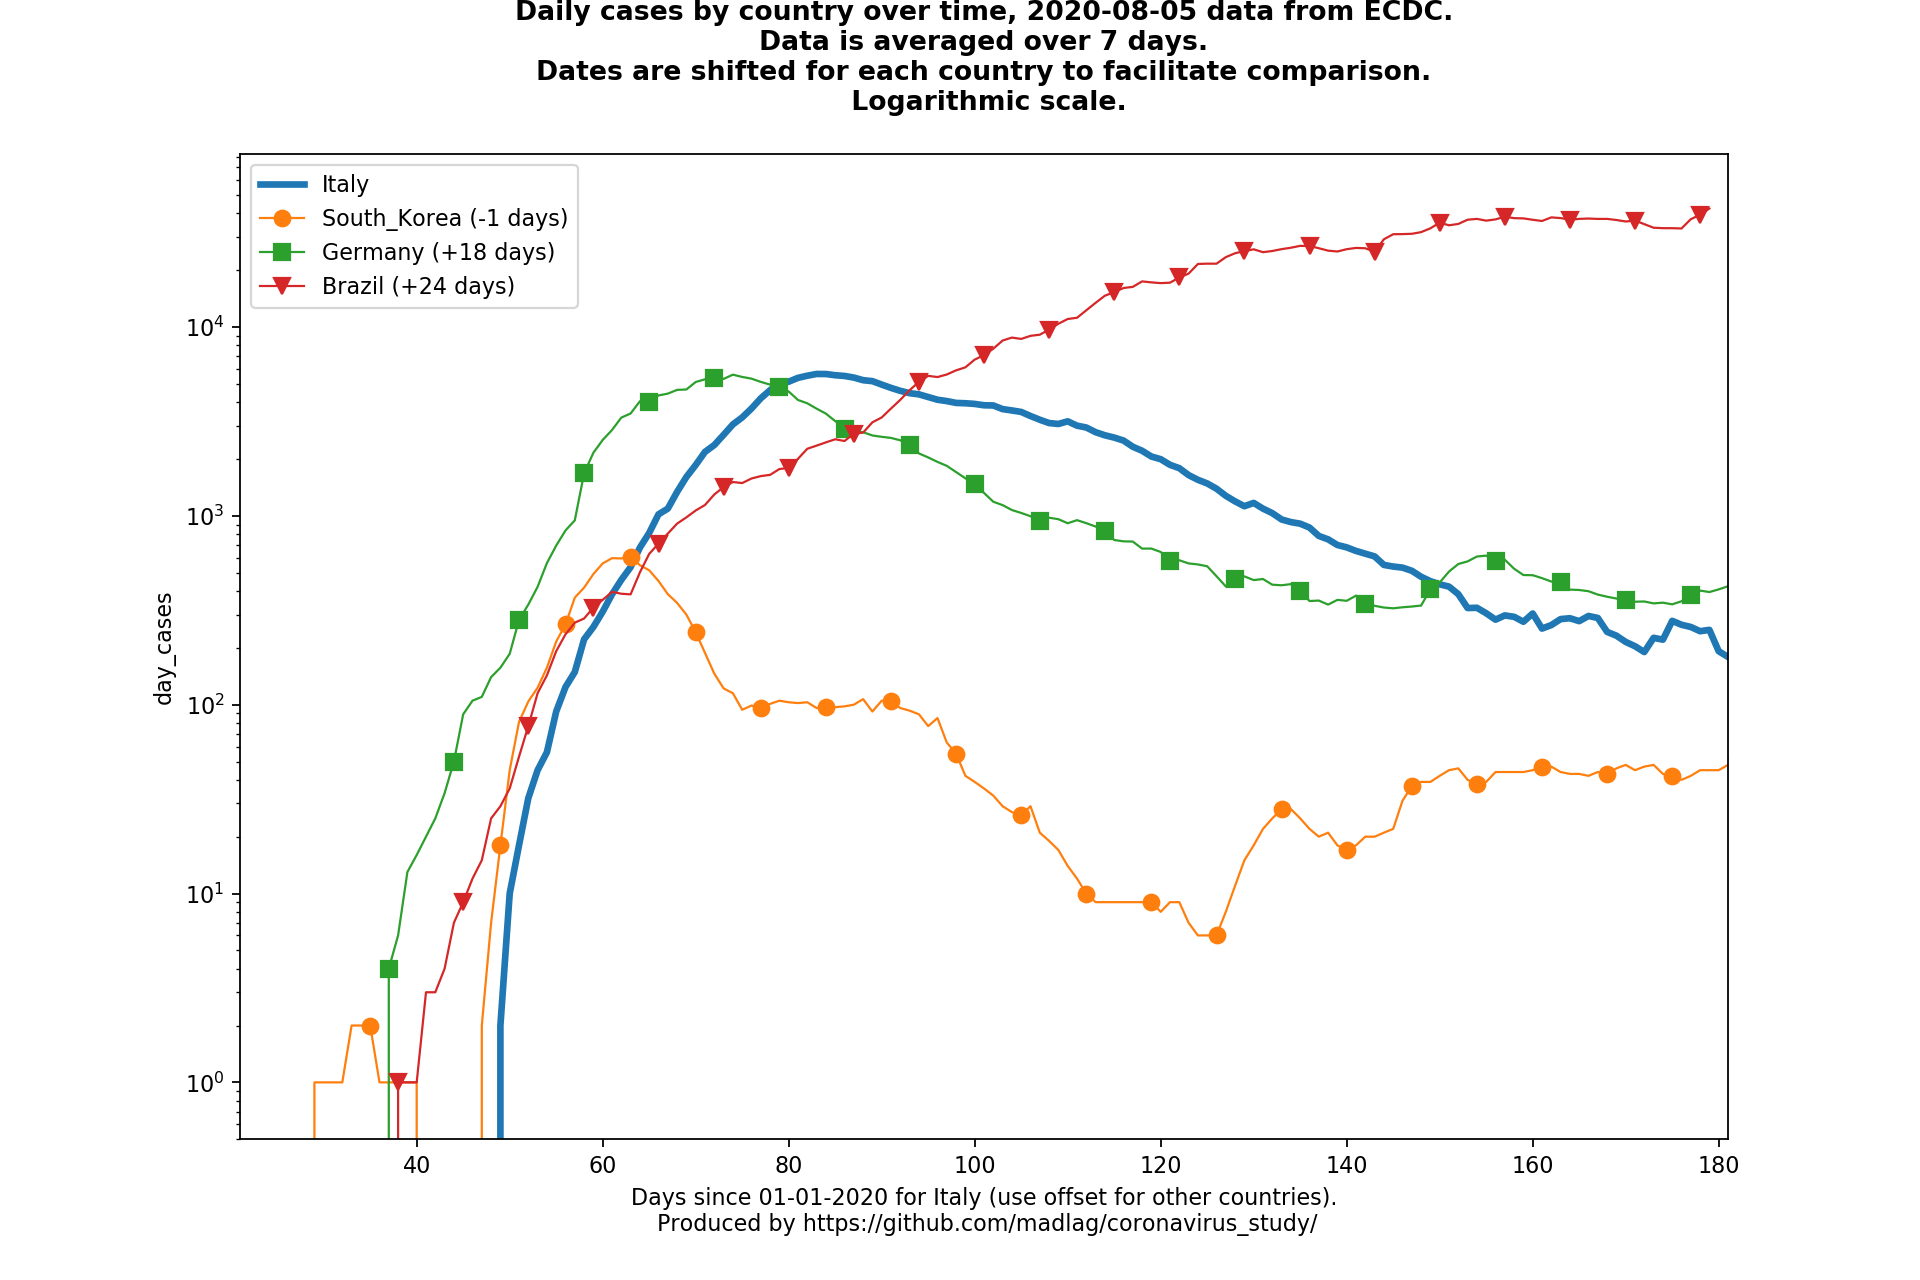 Daily cases by country over time, 2020-08-05 data from ECDC.
Data is averaged over 7 days.
Dates are shifted for each country to facilitate comparison.
Logarithmic scale.
Italy
South_Korea (-1 days)
Germany (+18 days)
Brazil (+24 days)
10⁴
10³
10²
10¹
10⁰
day_cases
40 60 80 100 120 140 160 180
Days since 01-01-2020 for Italy (use offset for other countries).
Produced by https://github.com/madlag/coronavirus_study/